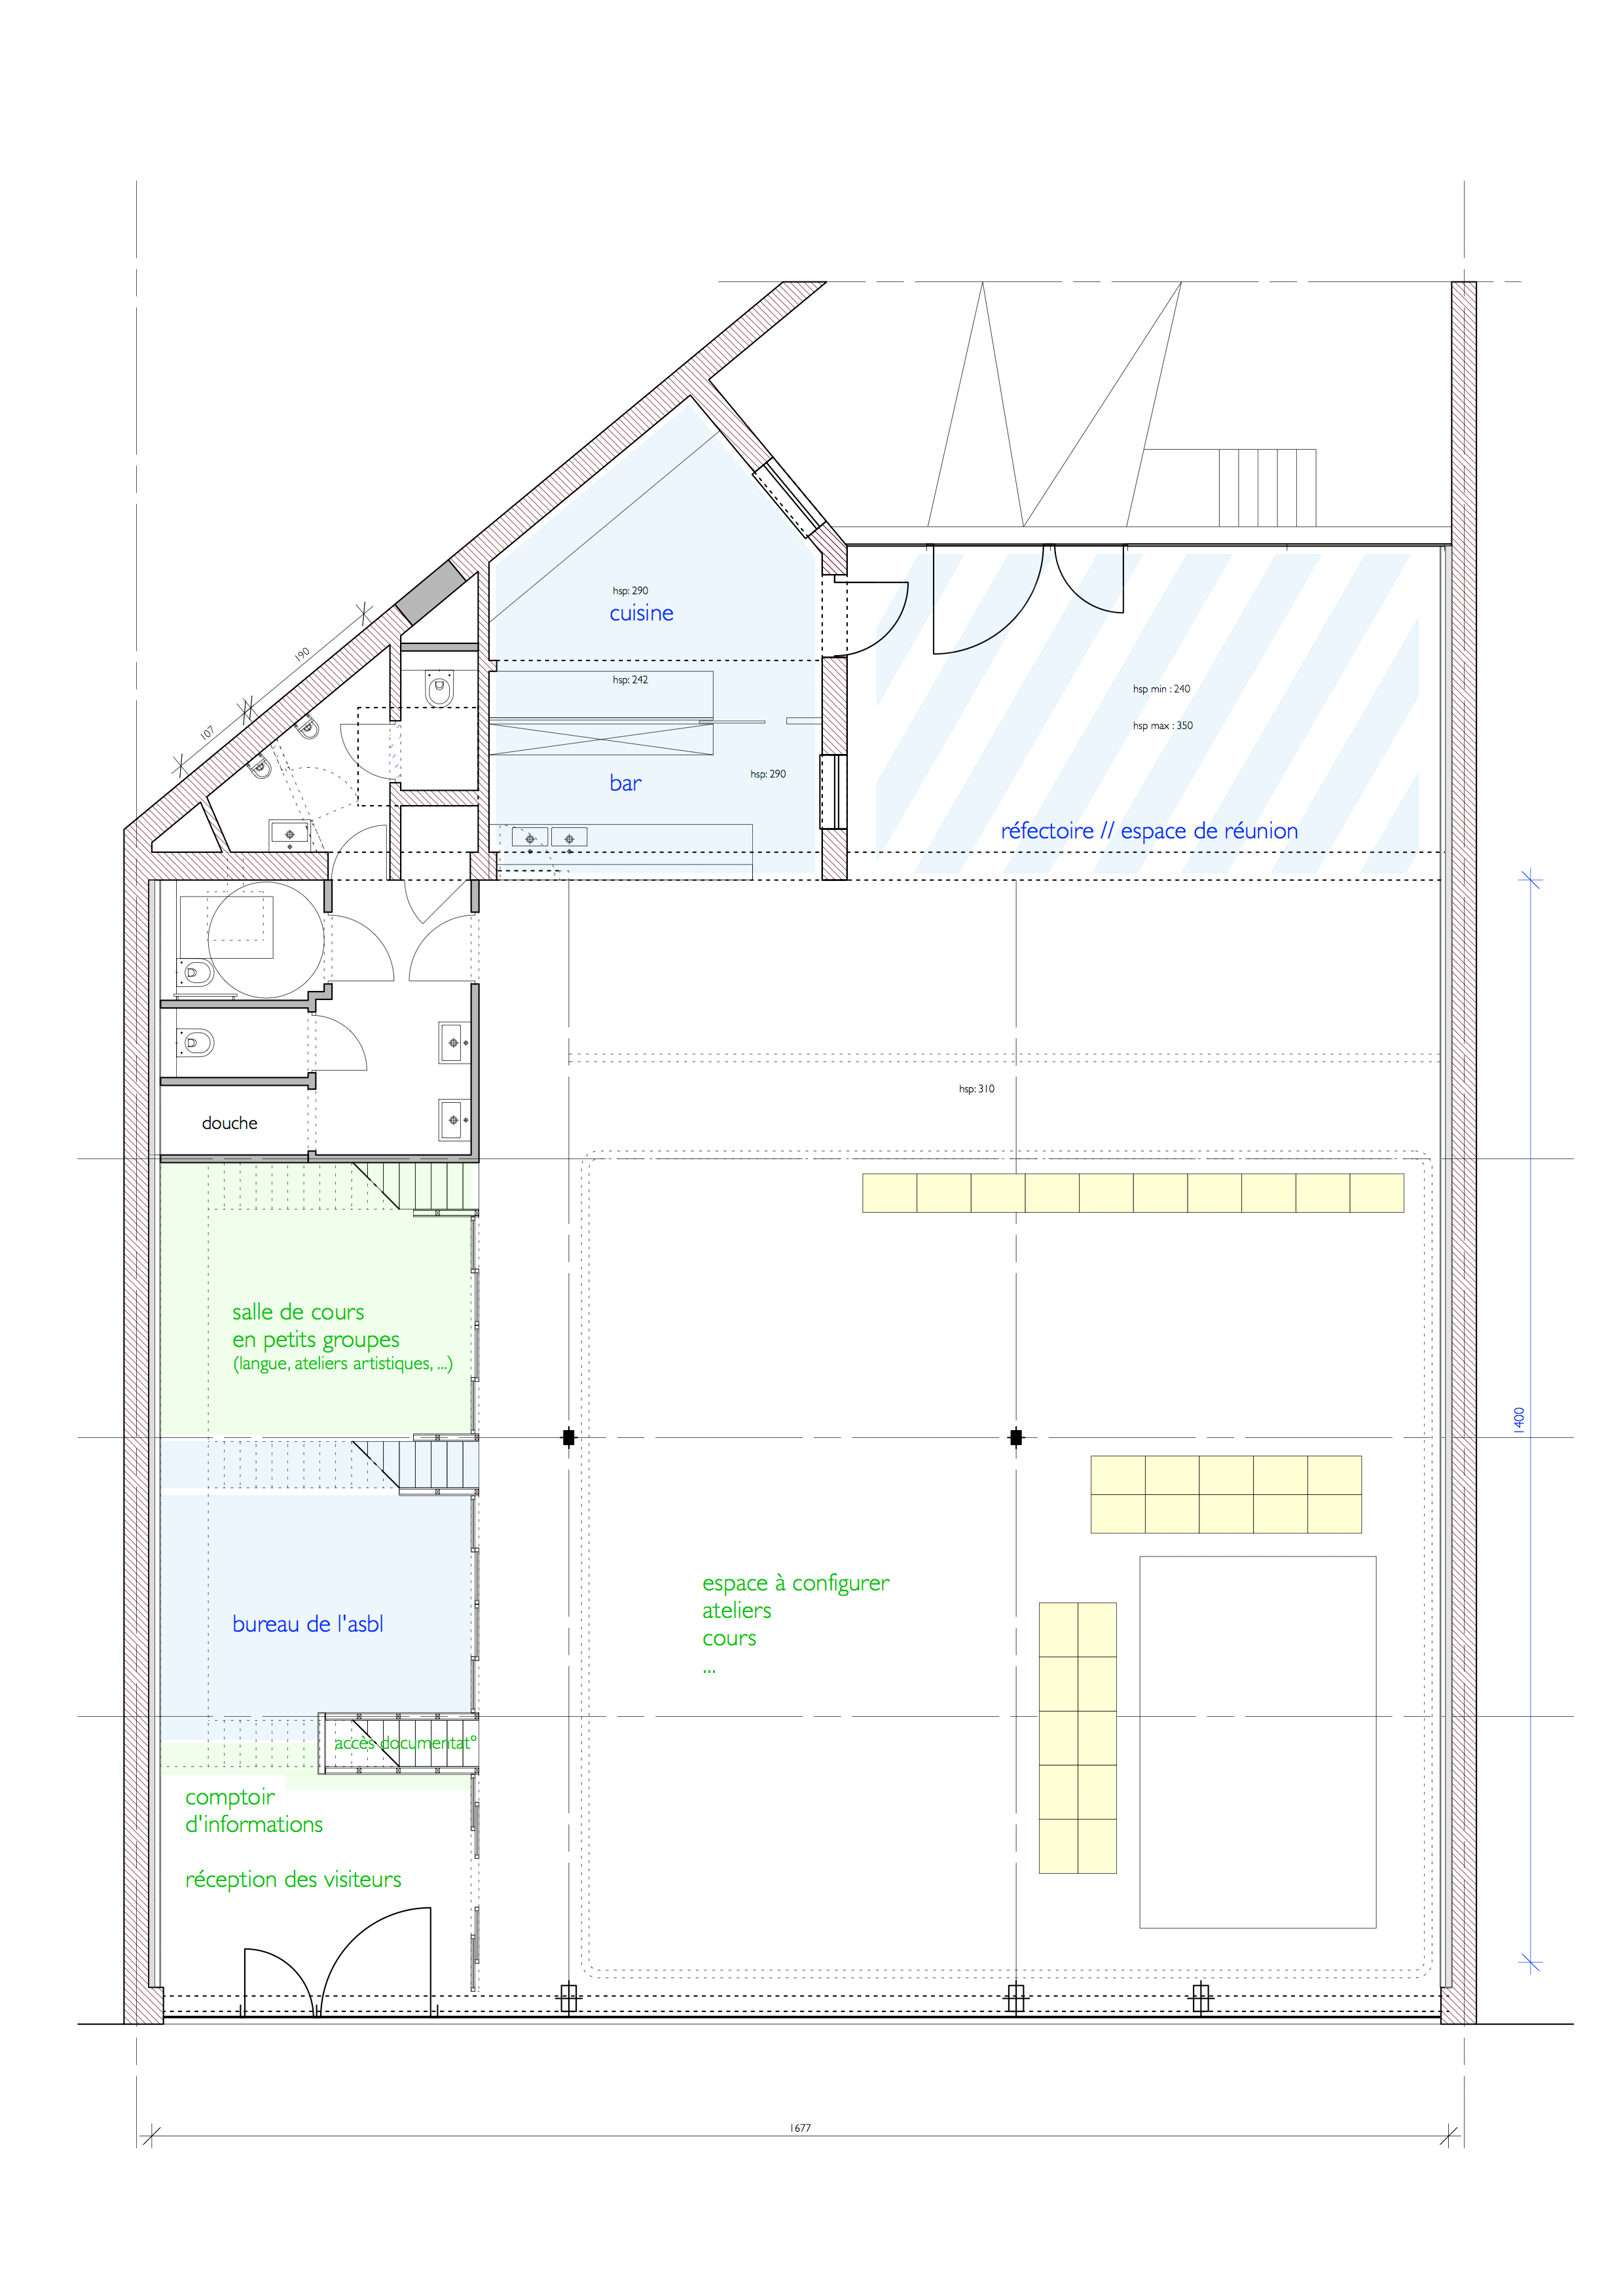 hsp: 290
cuisine
190
hsp: 242
hsp min : 240
107
hsp max : 350
bar
hsp: 290
réfectoire // espace de réunion
hsp: 310
douche
salle de cours
en petits groupes
(langue, ateliers artistiques, ...)
1400
espace à configurer
ateliers
cours
...
bureau de l'asbl
accès documentat°
comptoir
d'informations
réception des visiteurs
1677